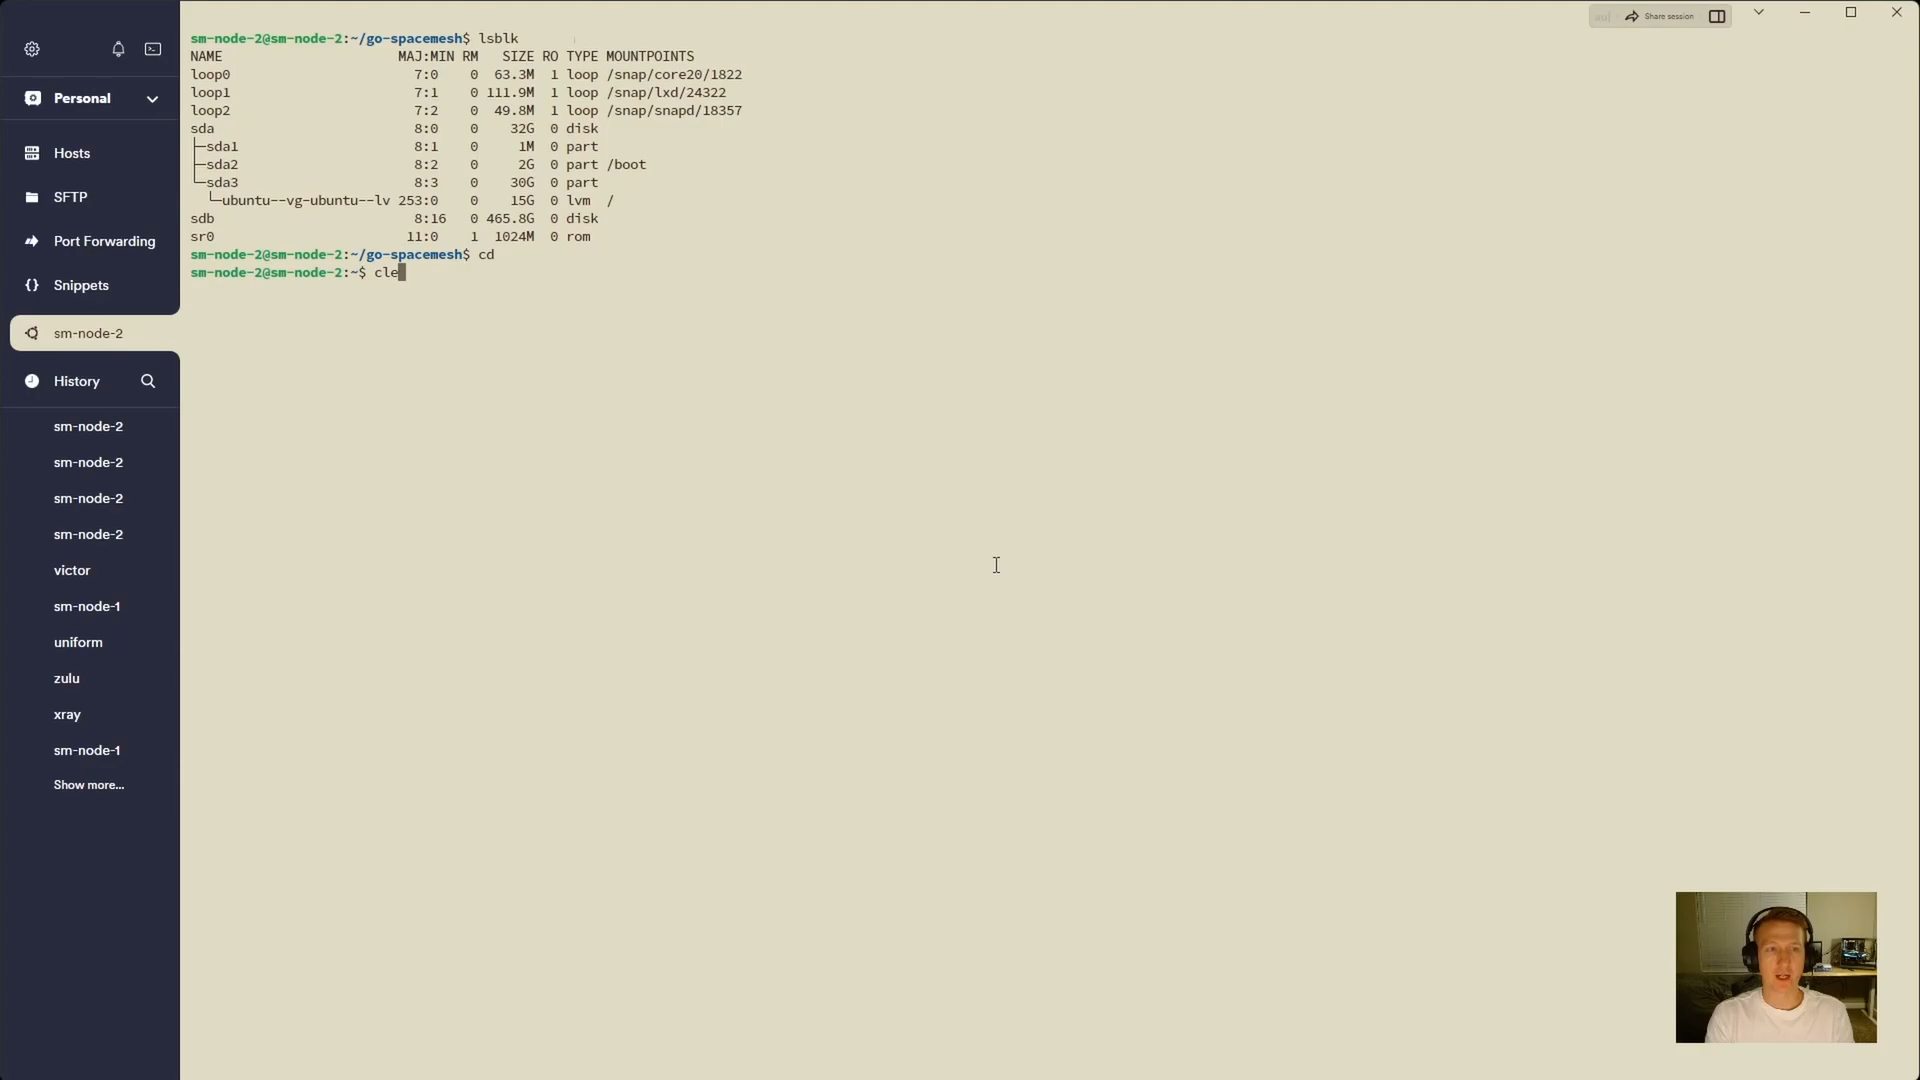 Personal
Hosts
SFTP
Port Forwarding
Snippets
sm-node-2
History
sm-node-2
sm-node-2
sm-node-2
sm-node-2
victor
sm-node-1
uniform
zulu
xray
sm-node-1
Show more...
Share session
sm-node-2@sm-node-2:~/go-spacemesh$ lsblk
NAME                      MAJ:MIN RM   SIZE RO TYPE MOUNTPOINTS
loop0                       7:0    0  63.3M  1 loop /snap/core20/1822
loop1                       7:1    0 111.9M  1 loop /snap/lxd/24322
loop2                       7:2    0  49.8M  1 loop /snap/snapd/18357
sda                         8:0    0    32G  0 disk
├─sda1                      8:1    0     1M  0 part
├─sda2                      8:2    0     2G  0 part /boot
└─sda3                      8:3    0    30G  0 part
  └─ubuntu--vg-ubuntu--lv 253:0    0    15G  0 lvm  /
sdb                         8:16   0 465.8G  0 disk
sr0                        11:0    1  1024M  0 rom
sm-node-2@sm-node-2:~/go-spacemesh$ cd
sm-node-2@sm-node-2:~$ cle